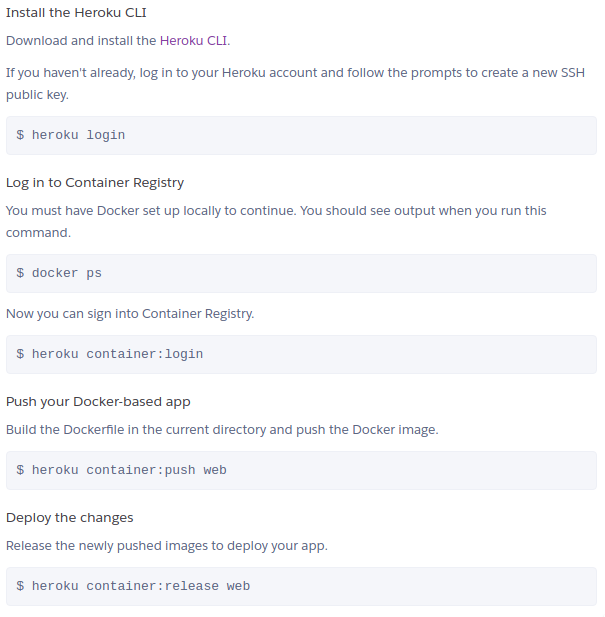 Install the Heroku CLI
Download and install the Heroku CLI.
If you haven't already, log in to your Heroku account and follow the prompts to create a new SSH
public key.
$ heroku login
Log in to Container Registry
You must have Docker set up locally to continue. You should see output when you run this
command.
$ docker ps
Now you can sign into Container Registry.
$ heroku container:login
Push your Docker-based app
Build the Dockerfile in the current directory and push the Docker image.
$ heroku container:push web
Deploy the changes
Release the newly pushed images to deploy your app.
$ heroku container:release web